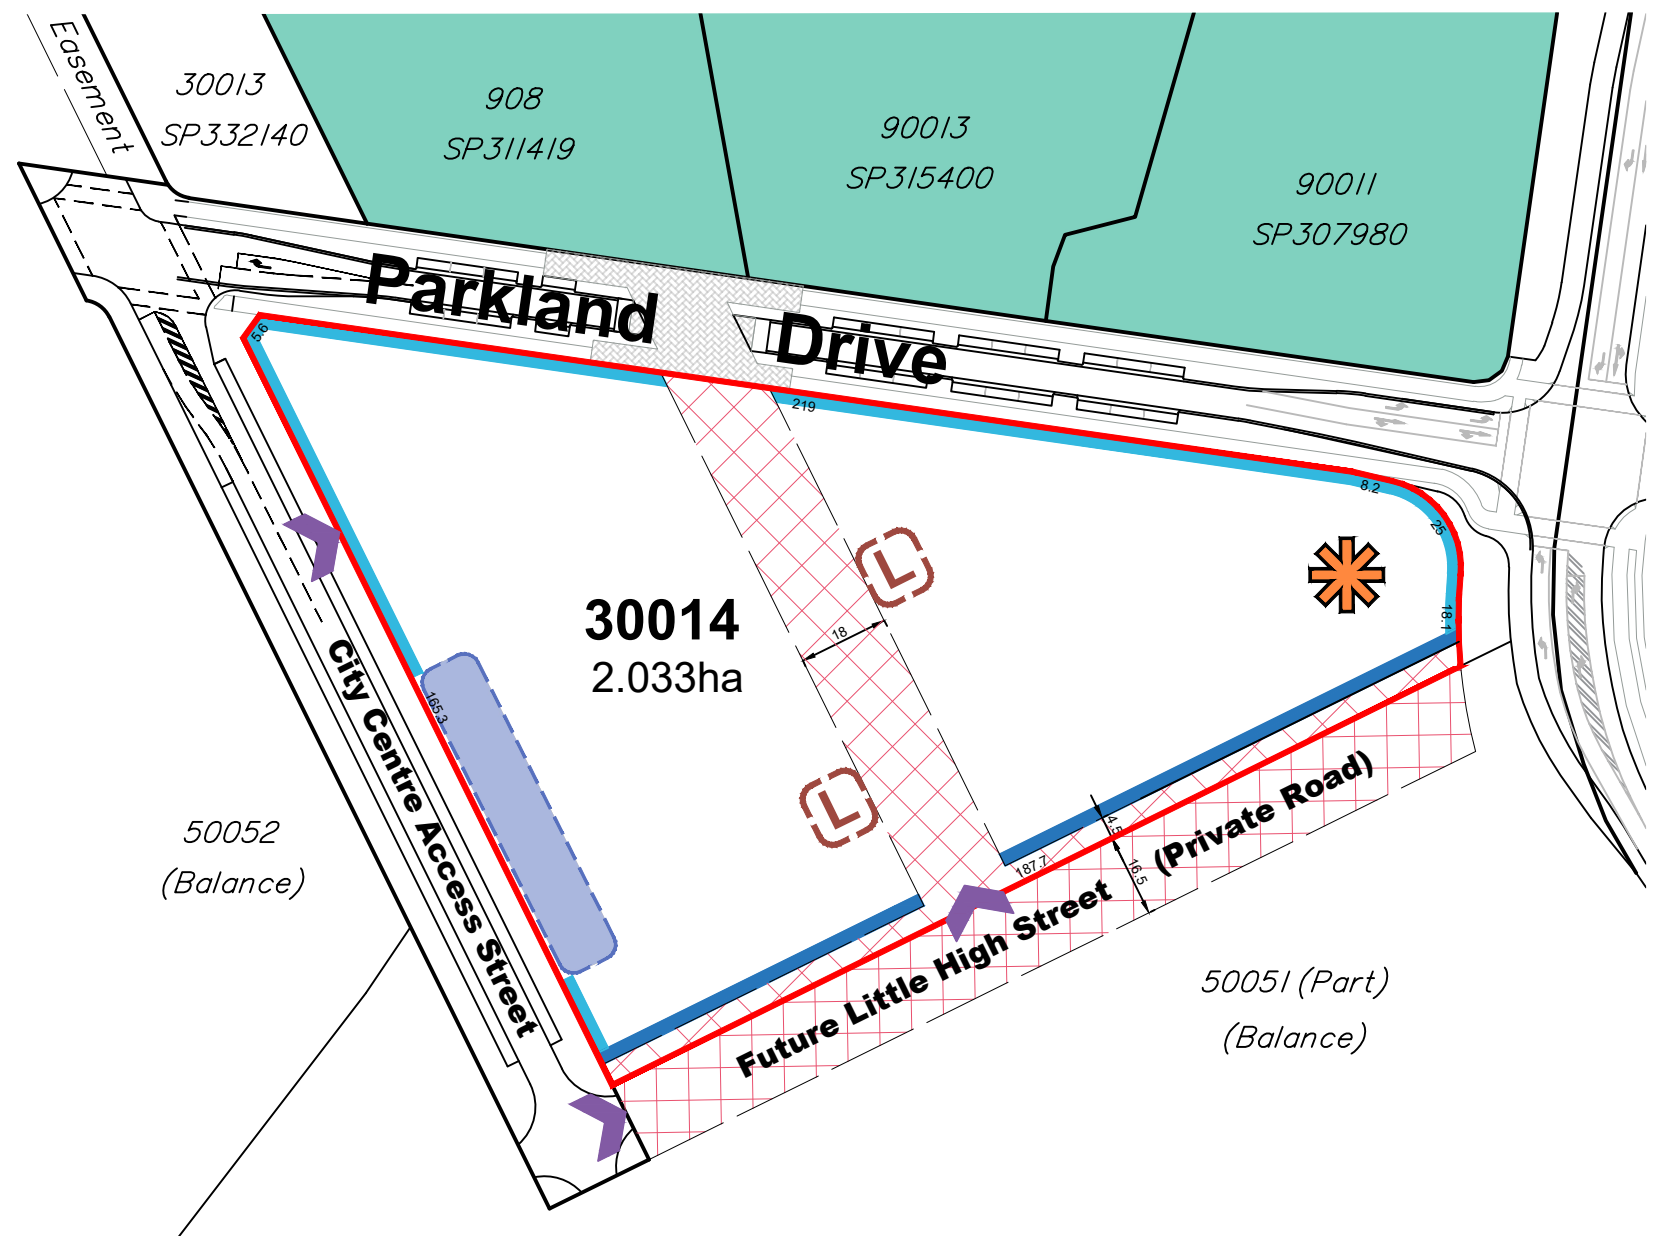 Easement
30013
SP332140
908
SP311419
90013
SP315400
90011
SP307980
Parkland Drive
5.6
219
8.2
25
18.1
L
30014
2.033ha
18
165.3
City Centre Access Street
L
50052
(Balance)
4.5
187.7
16.5
Future Little High Street (Private Road)
50051 (Part)
(Balance)